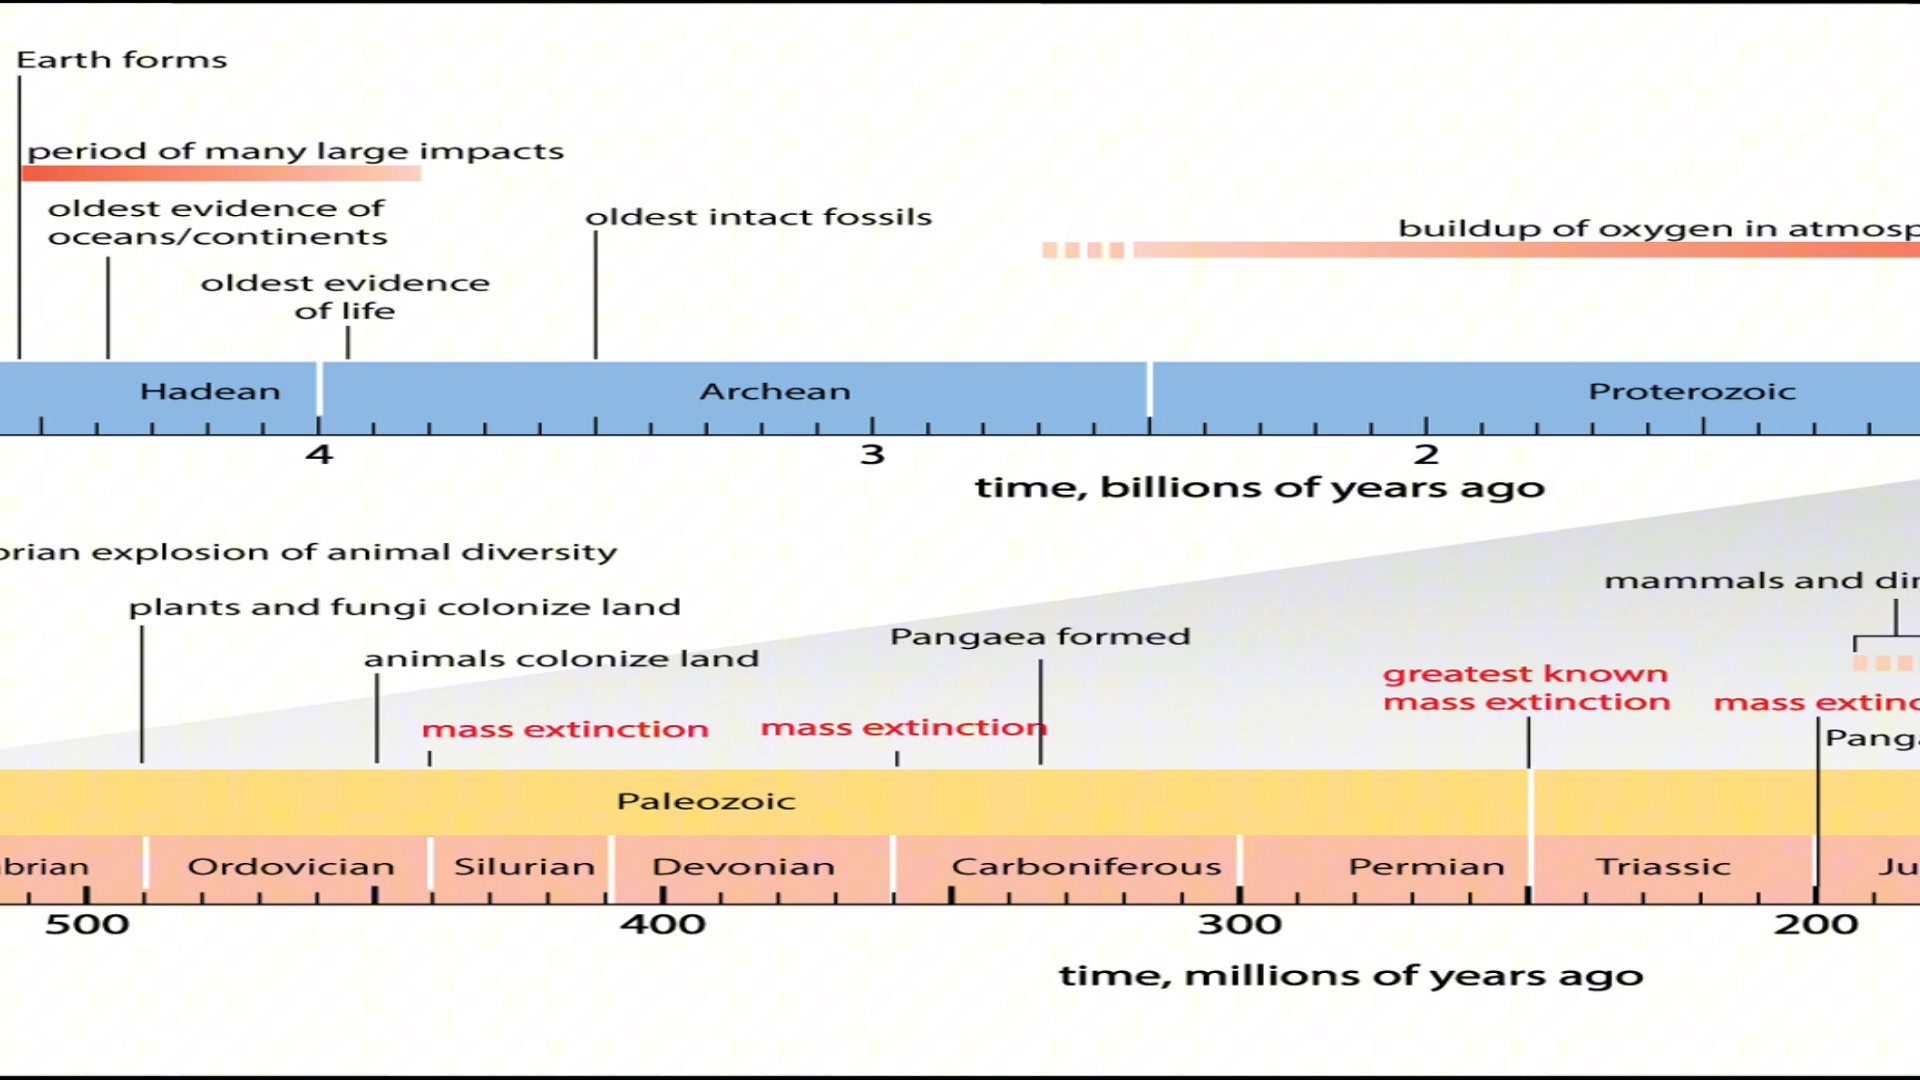 Earth forms
period of many large impacts
oldest evidence of
oceans/continents
oldest intact fossils
buildup of oxygen in atmosp
oldest evidence
of life
Hadean Archean Proterozoic
4 3 2
time, billions of years ago
brian explosion of animal diversity
mammals and din
plants and fungi colonize land
Pangaea formed
animals colonize land
greatest known
mass extinction
mass extinc
mass extinction mass extinction
Panga
Paleozoic
brian Ordovician Silurian Devonian Carboniferous Permian Triassic Ju
500 400 300 200
time, millions of years ago